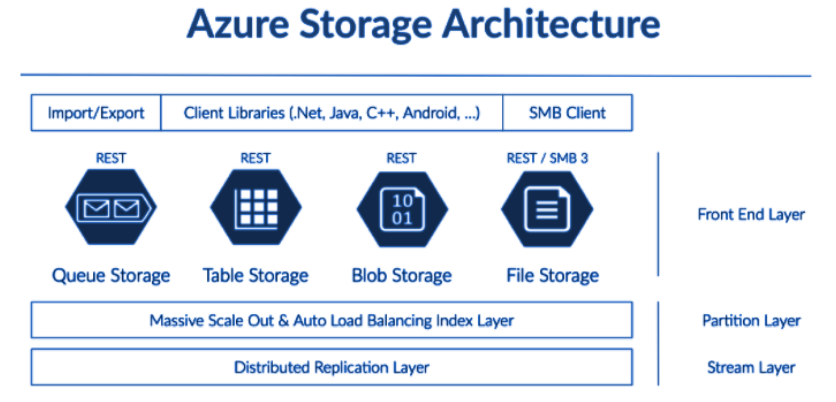 Azure Storage Architecture
Import/Export
Client Libraries (.Net, Java, C++, Android, ...)
SMB Client
REST
REST
REST
REST / SMB 3
10
01
Queue Storage
Table Storage
Blob Storage
File Storage
Front End Layer
Massive Scale Out & Auto Load Balancing Index Layer
Partition Layer
Distributed Replication Layer
Stream Layer